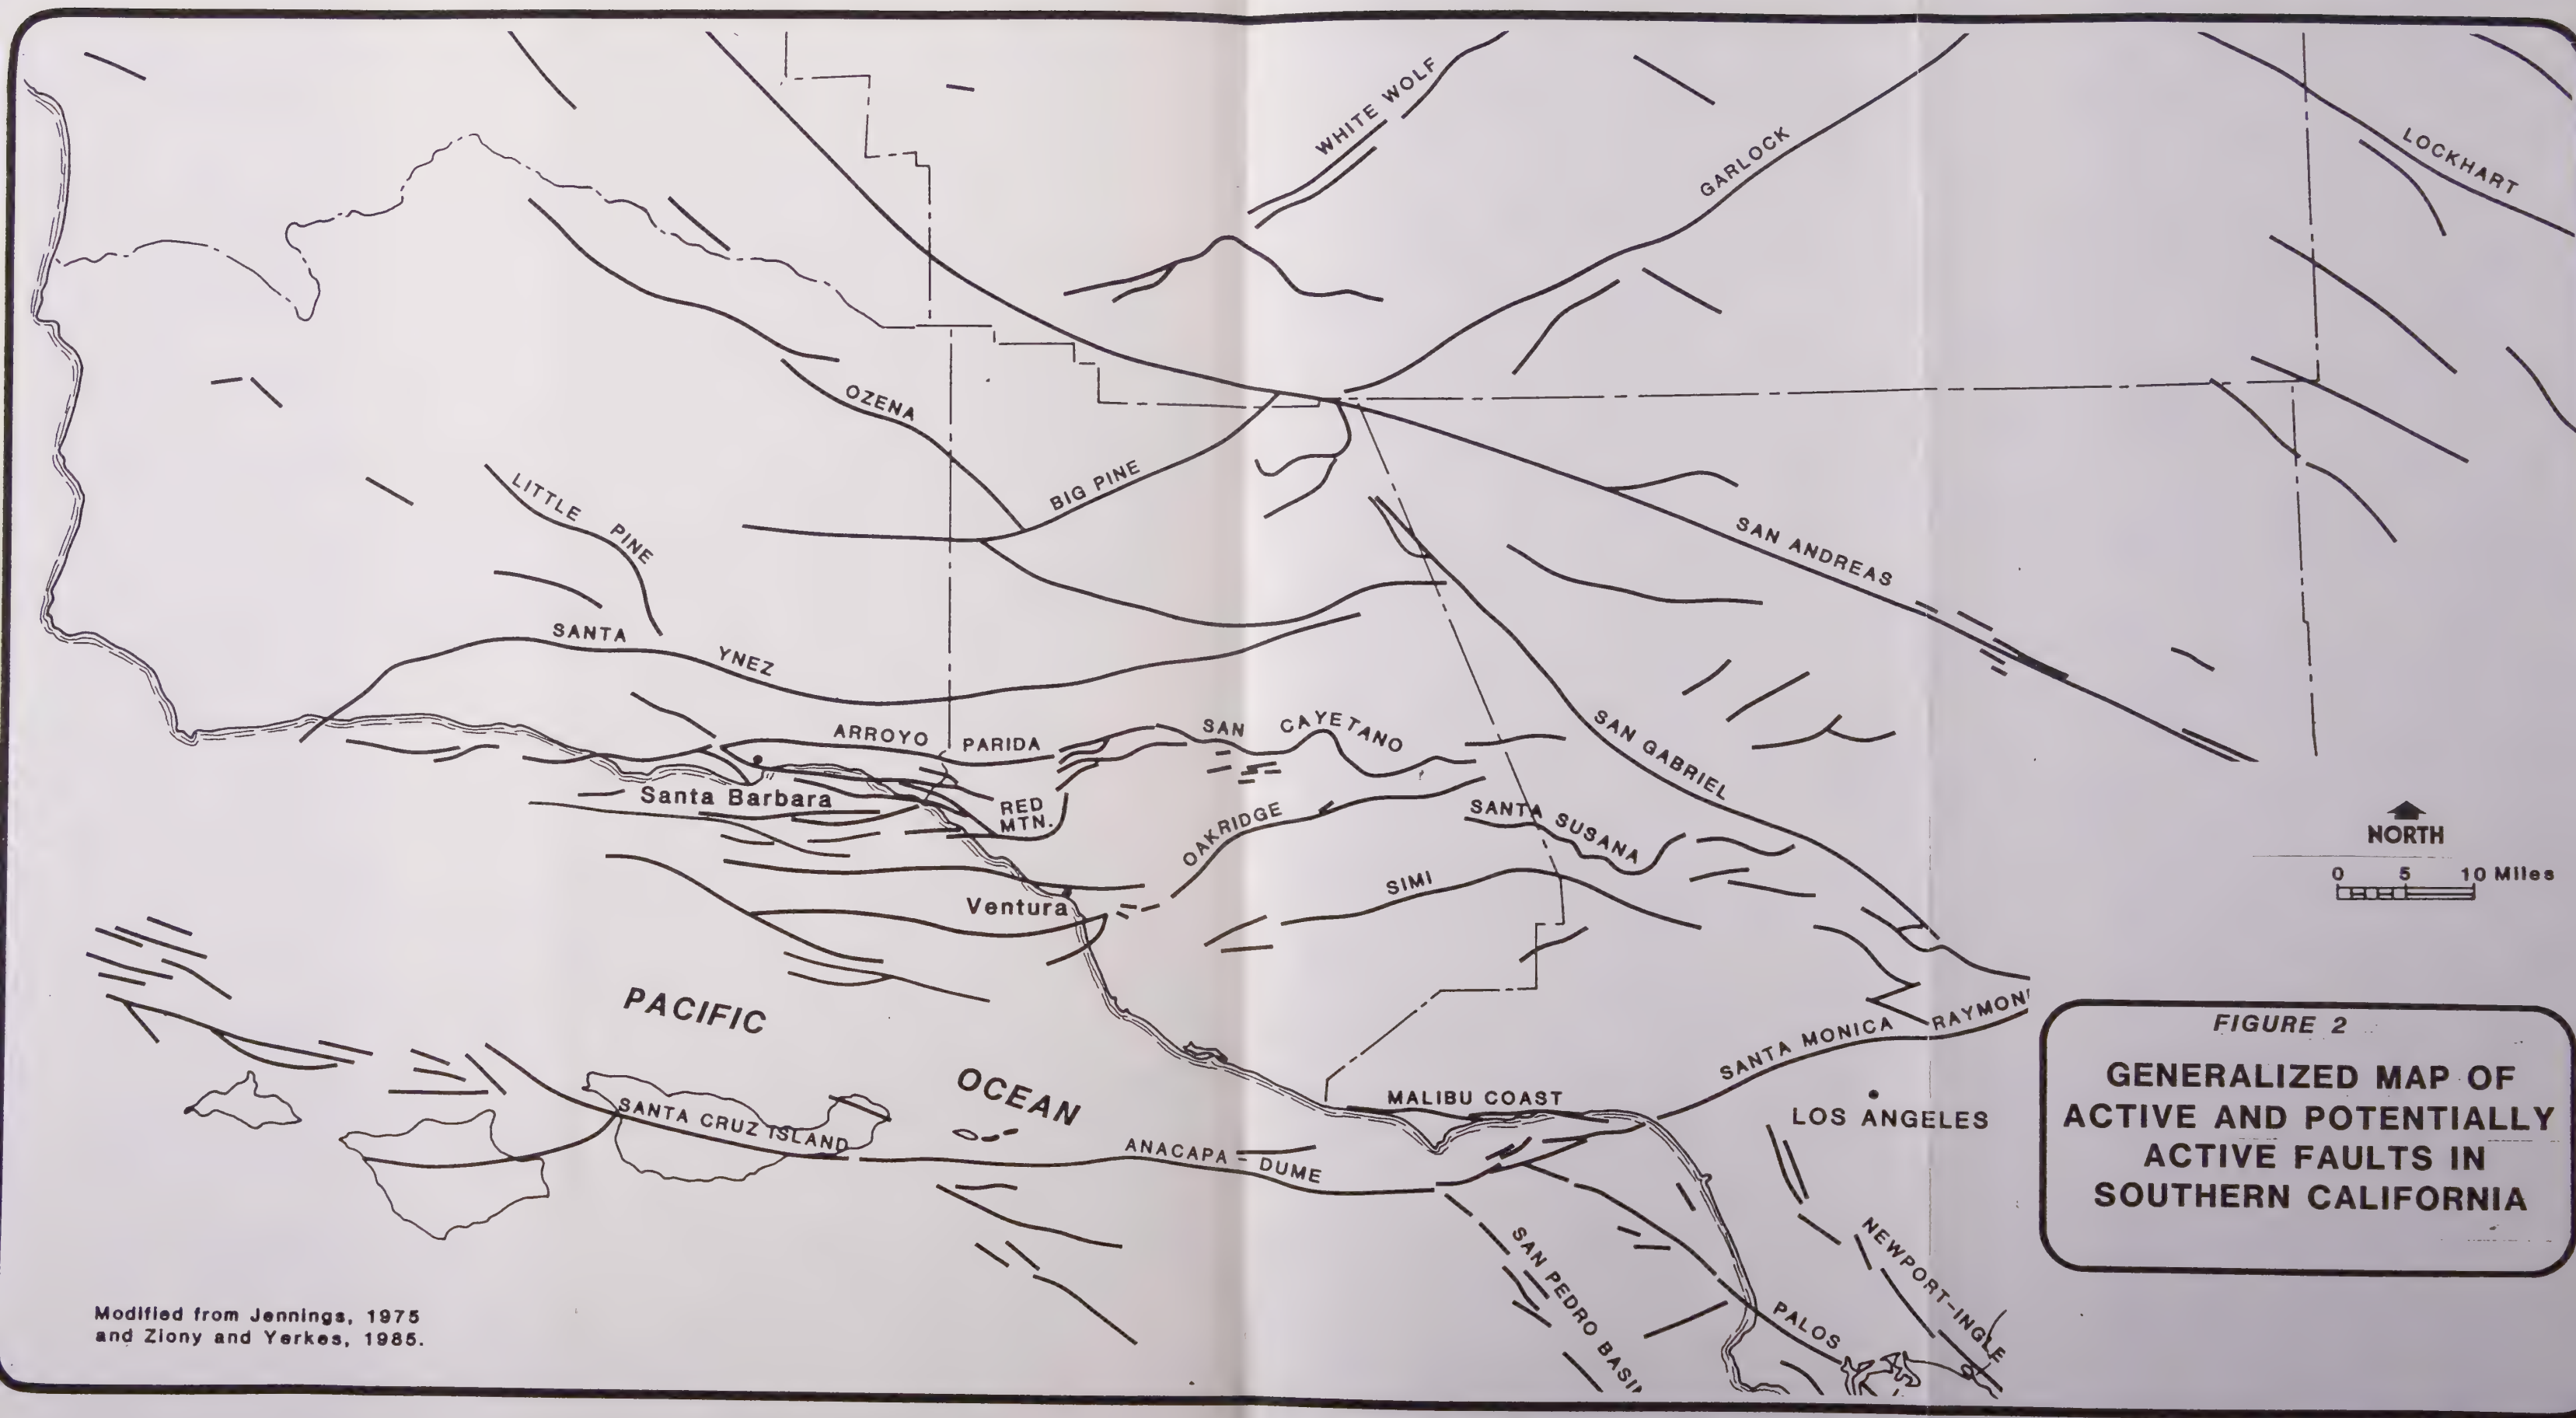 WHITE WOLF
GARLOCK
LOCKHART
OZENA
BIG PINE
LITTLE PINE
SAN ANDREAS
SANTA YNEZ
ARROYO PARIDA
SAN CAYETANO
SAN GABRIEL
Santa Barbara
RED
MTN.
OAKRIDGE
SANTA SUSANA
SIMI
Ventura
NORTH
0 5 10 Miles
PACIFIC
OCEAN
SANTA MONICA
RAYMON
MALIBU COAST
LOS ANGELES
SANTA CRUZ ISLAND
ANACAPA - DUME
SAN PEDRO BASI
NEWPORT-INGLE
PALOS
FIGURE 2
GENERALIZED MAP OF
ACTIVE AND POTENTIALLY
ACTIVE FAULTS IN
SOUTHERN CALIFORNIA
Modified from Jennings, 1975
and Ziony and Yerkes, 1985.